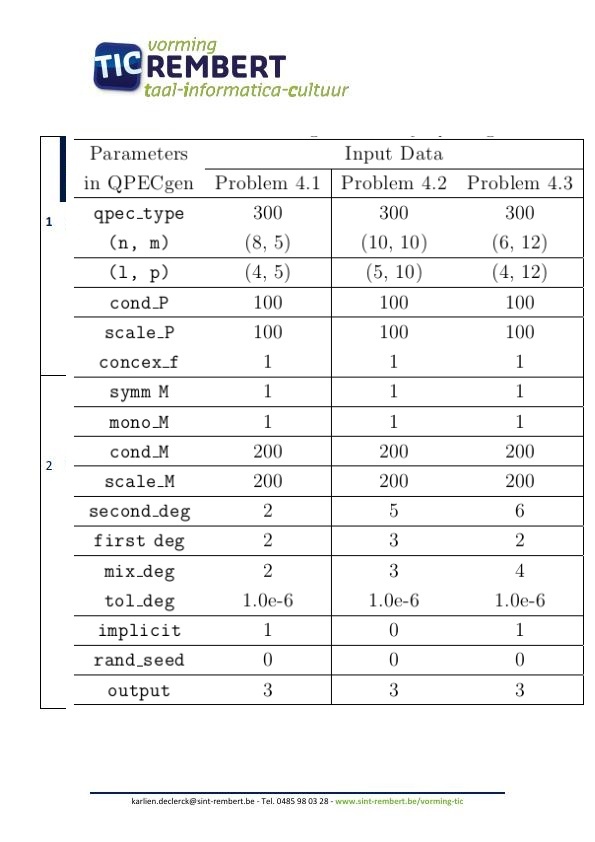 vorming
TIC REMBERT
taal-informatica-cultuur
Parameters Input Data
in QPECgen Problem 4.1 Problem 4.2 Problem 4.3
1
qpec_type 300 300 300
(n, m) (8, 5) (10, 10) (6, 12)
(l, p) (4, 5) (5, 10) (4, 12)
cond_P 100 100 100
scale_P 100 100 100
concex_f 1 1 1
symm M 1 1 1
mono_M 1 1 1
2
cond_M 200 200 200
scale_M 200 200 200
second_deg 2 5 6
first deg 2 3 2
mix_deg 2 3 4
tol_deg 1.0e-6 1.0e-6 1.0e-6
implicit 1 0 1
rand_seed 0 0 0
output 3 3 3
karlien.declerck@sint-rembert.be - Tel. 0485 98 03 28 - www.sint-rembert.be/vorming-tic